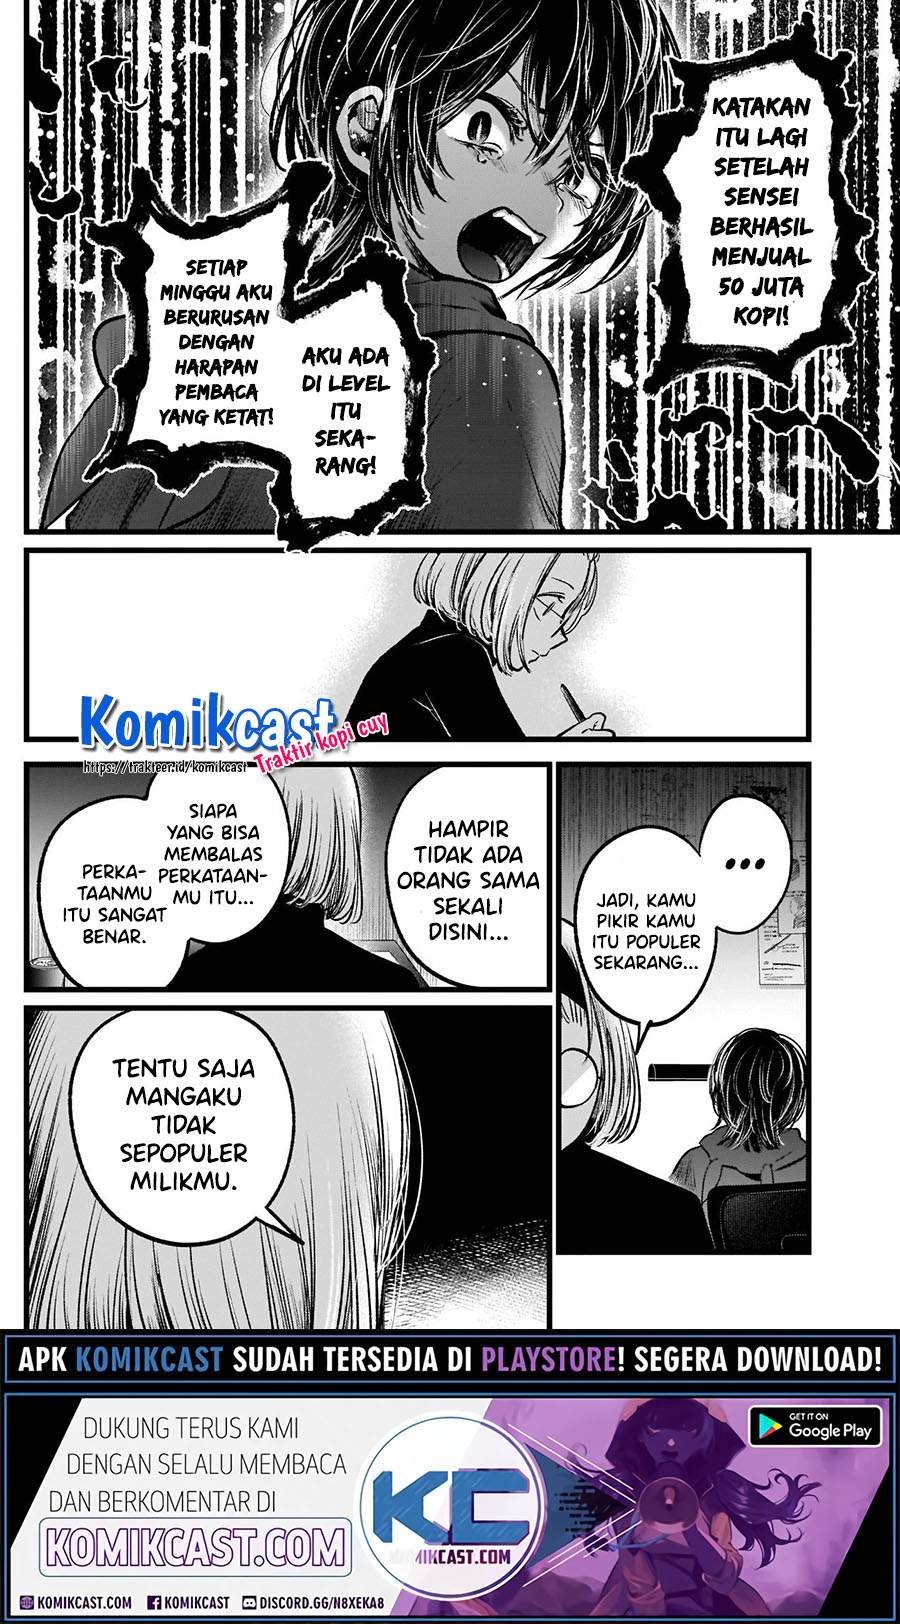 KATAKAN
ITU LAGI
SETELAH
SENSEI
BERHASIL
MENJUAL
50 JUTA
KOPI!
AKU ADA
DI LEVEL
ITU
SEKA-
RANG!
SETIAP
MINGGU AKU
BERURUSAN
DENGAN
HARAPAN
PEMBACA
YANG KETAT!
Komikcast
Traktir kopi cuy
https://trakteer.id/komikcast
...
JADI, KAMU
PIKIR KAMU
ITU POPULER
SEKARANG...
HAMPIR
TIDAK ADA
ORANG SAMA
SEKALI
DISINI...
SIAPA
YANG BISA
MEMBALAS
PERKATAAN-
MU ITU...
PERKA-
TAANMU
ITU SANGAT
BENAR.
TENTU SAJA
MANGAKU
TIDAK
SEPOPULER
MILIKMU.
APK KOMIKCAST SUDAH TERSEDIA DI PLAYSTORE! SEGERA DOWNLOAD!
DUKUNG TERUS KAMI
DENGAN SELALU MEMBACA
DAN BERKOMENTAR DI
KOMIKCAST.COM
KOMIKCAST.COM
KOMIKCAST
DISCORD.GG/N8XEKA8
KC
KOMIKCAST.COM
GET IT ON
Google Play